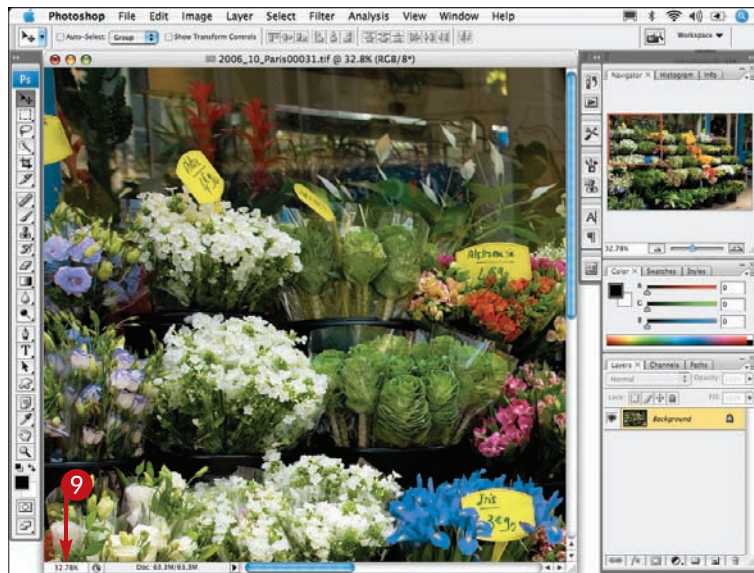 Photoshop File Edit Image Layer Select Filter Analysis View Window Help
Auto-Select: Group Show Transform Controls Workspace
2006_10_Paris00031.tif @ 32.8% (RGB/8*)
Ps
Navigator × Histogram Info
32.78%
Color × Swatches Styles
0
0
B 0
Layers × Channels Paths
Normal Opacity:
Lock: Fill:
Background
Iris
9
32.78% Doc: 63.3M/63.3M